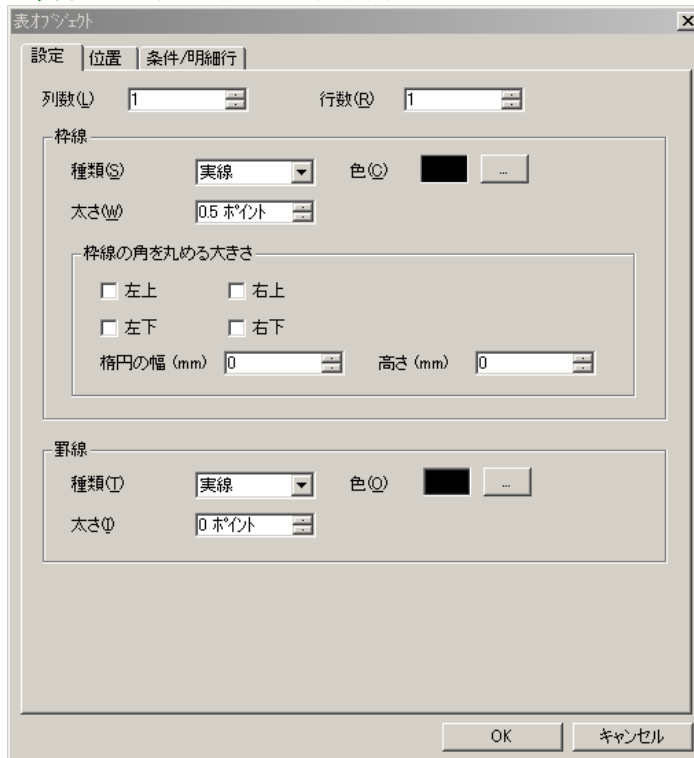 表ｵﾌﾞｼﾞｪｸﾄ
設定 位置 条件/明細行
列数(L) 1 行数(R) 1
枠線
種類(S) 実線 色(C) ...
太さ(W) 0.5 ﾎﾟｲﾝﾄ
枠線の角を丸める大きさ
左上 右上
左下 右下
楕円の幅 (mm) 0 高さ (mm) 0
罫線
種類(T) 実線 色(O) ...
太さ(I) 0 ﾎﾟｲﾝﾄ
OK キャンセル